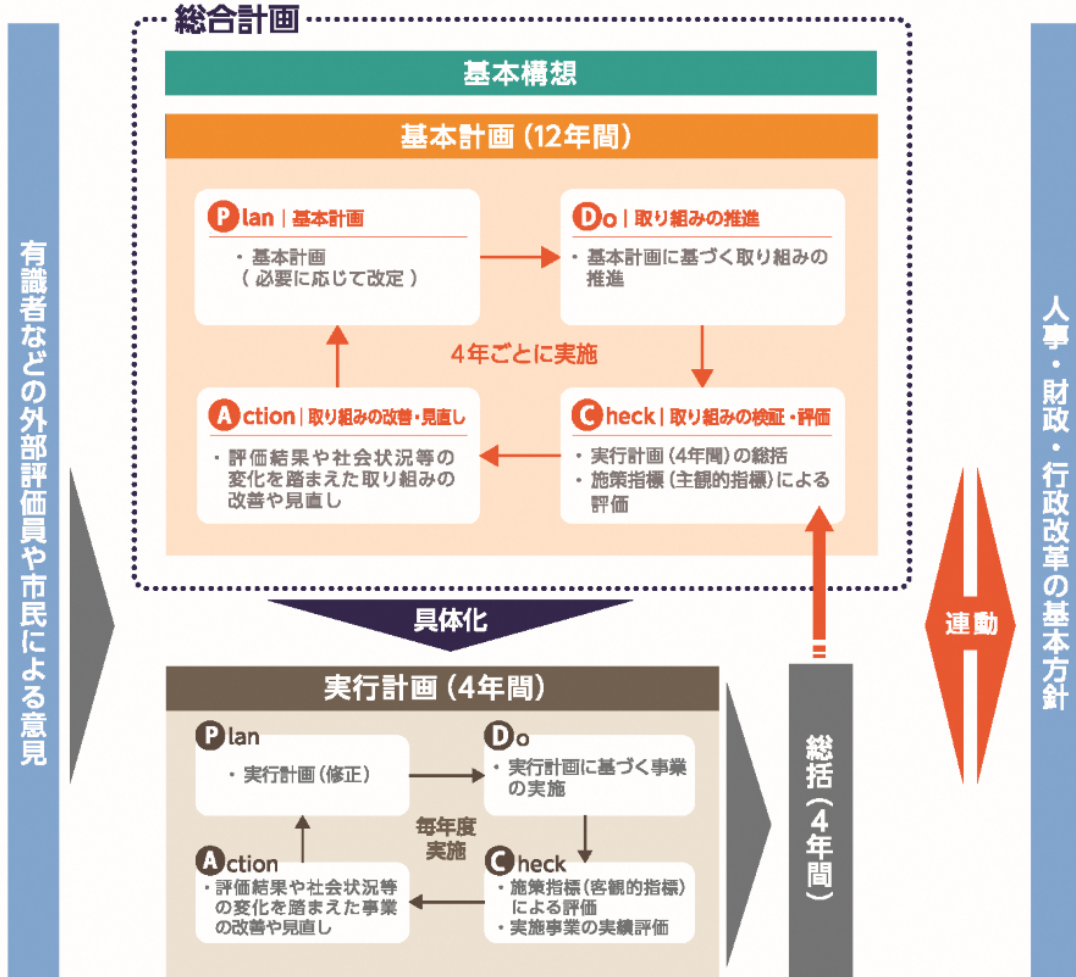 総合計画
基本構想
基本計画（12年間）
Plan｜基本計画
・基本計画
（必要に応じて改定）
Do｜取り組みの推進
・基本計画に基づく取り組みの
推進
4年ごとに実施
Action｜取り組みの改善・見直し
・評価結果や社会状況等の
変化を踏まえた取り組みの
改善や見直し
Check｜取り組みの検証・評価
・実行計画（4年間）の総括
・施策指標（主観的指標）による
評価
具体化
実行計画（4年間）
Plan
・実行計画（修正）
Do
・実行計画に基づく事業
の実施
毎年度
実施
Action
・評価結果や社会状況等
の変化を踏まえた事業
の改善や見直し
Check
・施策指標（客観的指標）
による評価
・実施事業の実績評価
総括（4年間）
有識者などの外部評価員や市民による意見
連動
人事・財政・行政改革の基本方針